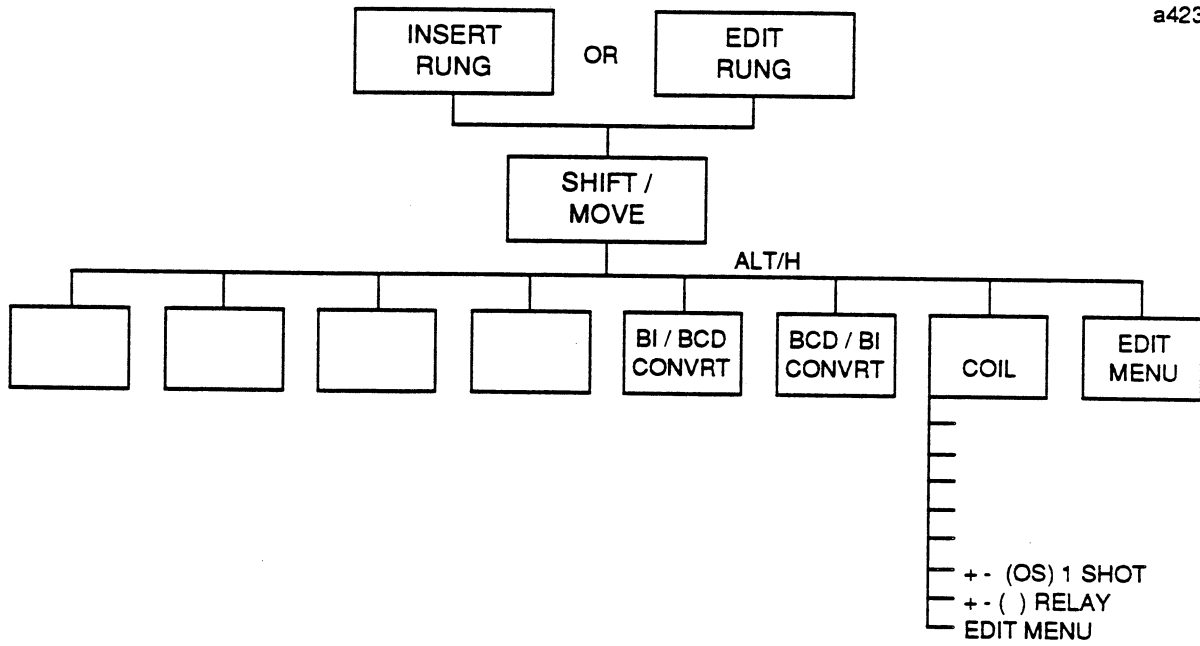 a423
INSERT
RUNG
OR
EDIT
RUNG
SHIFT /
MOVE
ALT/H
BI / BCD
CONVRT
BCD / BI
CONVRT
COIL
EDIT
MENU
+ - (OS) 1 SHOT
+ - ( ) RELAY
EDIT MENU